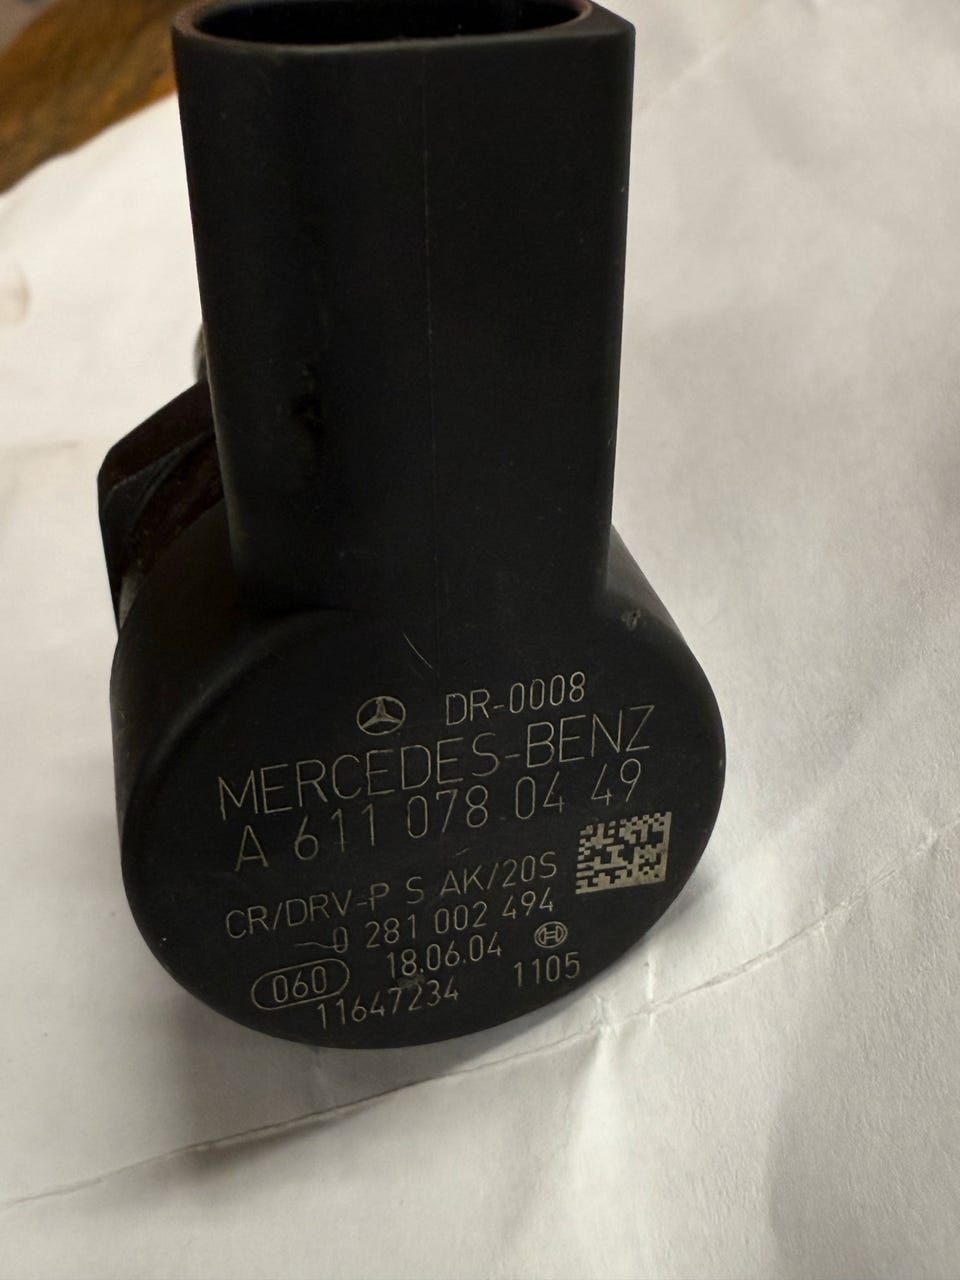 DR-0008
MERCEDES-BENZ
A 611 078 04 49
CR/DRV-P S AK/20S
0 281 002 494
060 18.06.04
11647234 1105